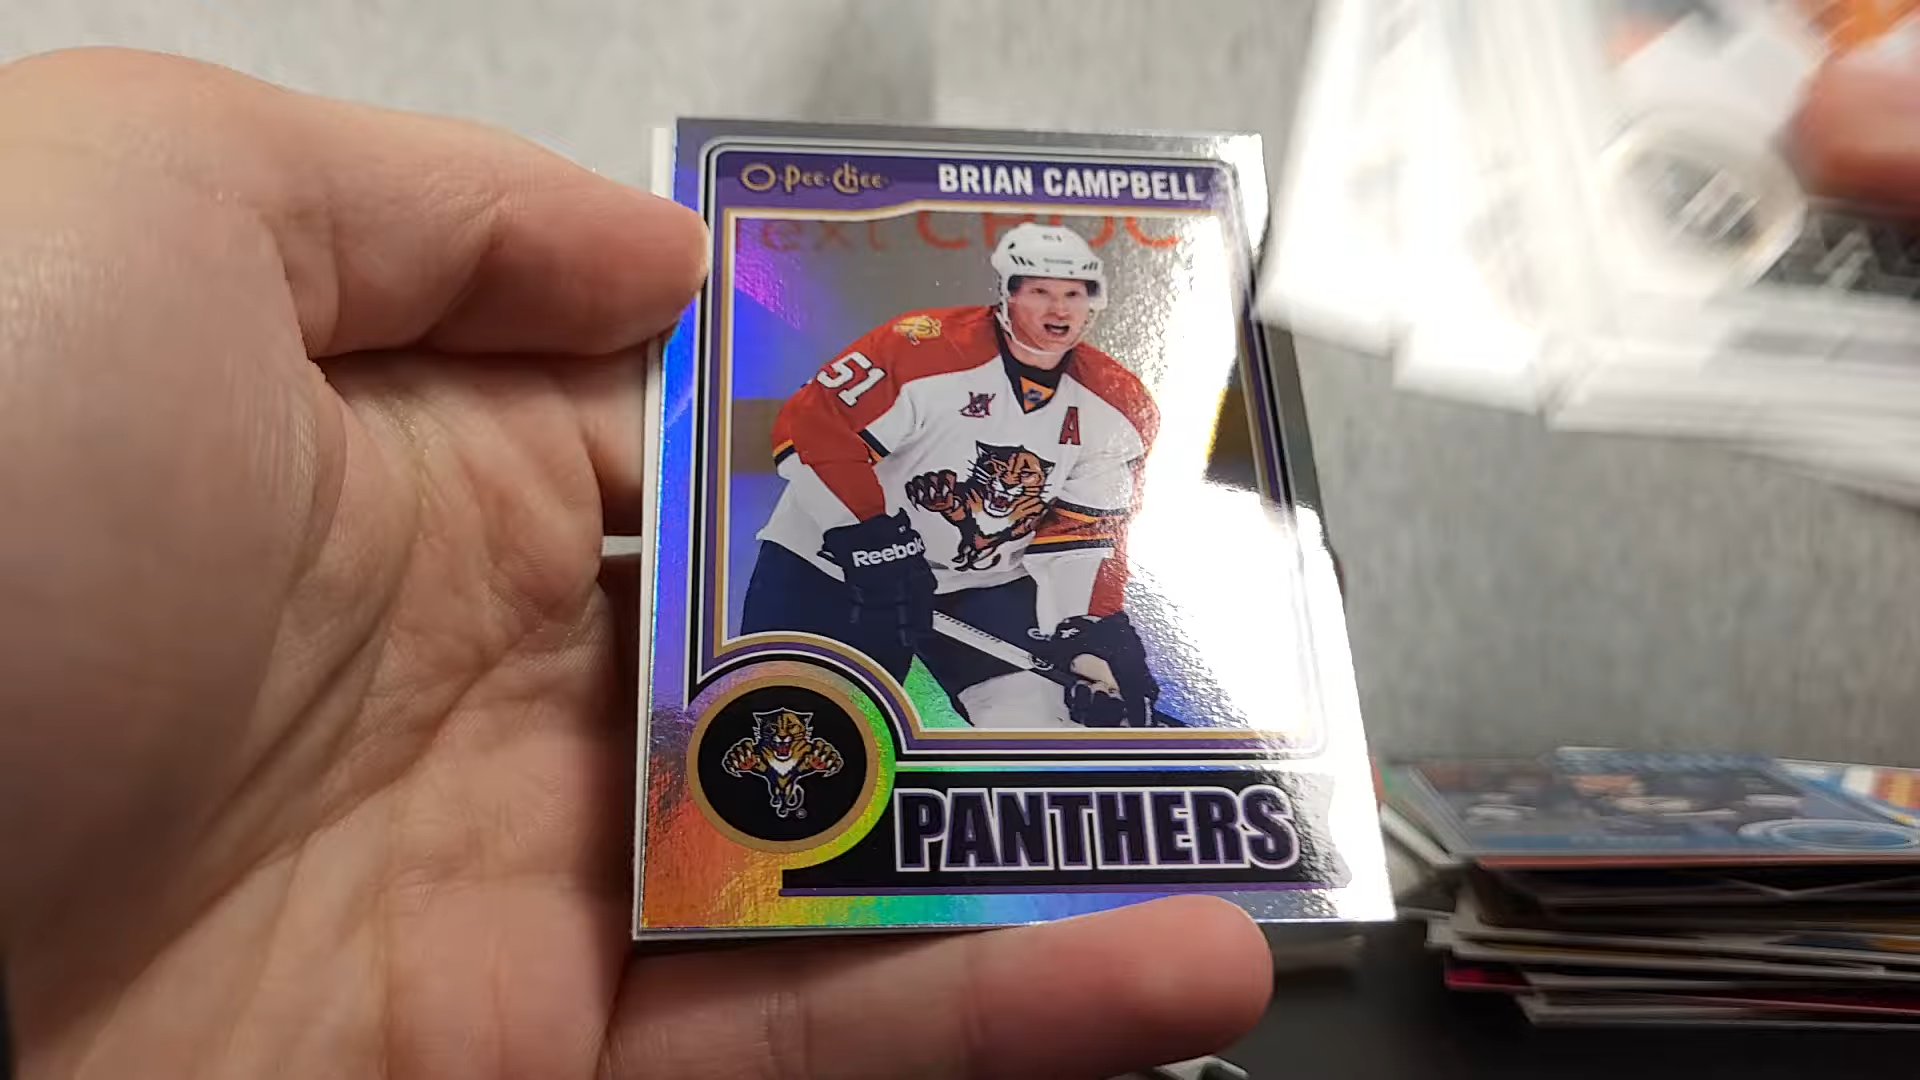 O-Pee-Chee
BRIAN CAMPBELL
51
A
Reebok
PANTHERS